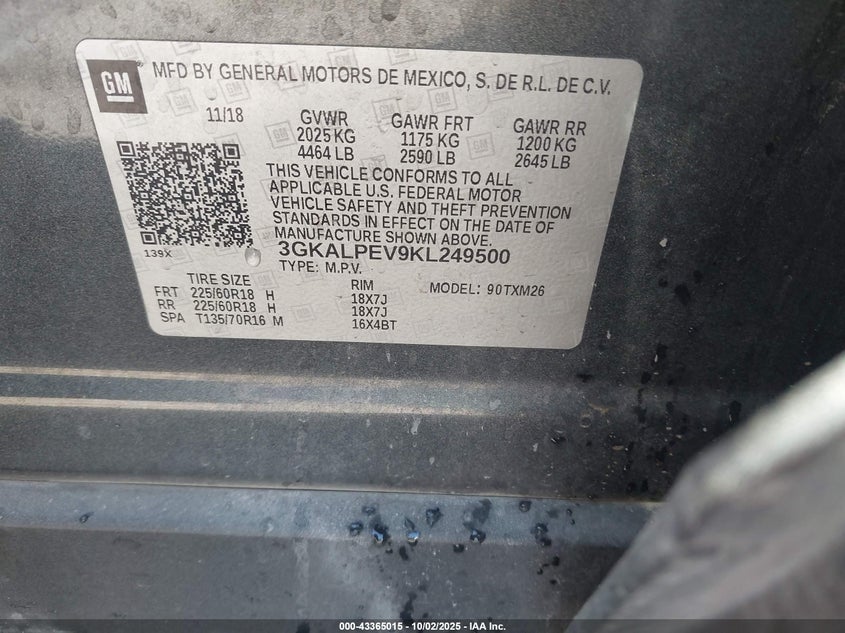 GM
MFD BY GENERAL MOTORS DE MEXICO, S. DE R.L. DE C.V.
11/18 GVWR GAWR FRT GAWR RR
2025 KG 1175 KG 1200 KG
4464 LB 2590 LB 2645 LB
THIS VEHICLE CONFORMS TO ALL
APPLICABLE U.S. FEDERAL MOTOR
VEHICLE SAFETY AND THEFT PREVENTION
STANDARDS IN EFFECT ON THE DATE OF
MANUFACTURE SHOWN ABOVE.
139X
3GKALPEV9KL249500
TYPE: M.P.V.
TIRE SIZE RIM MODEL: 90TXM26
FRT 225/60R18 H 18X7J
RR 225/60R18 H 18X7J
SPA T135/70R16 M 16X4BT
000-43365015 - 10/02/2025 - IAA Inc.